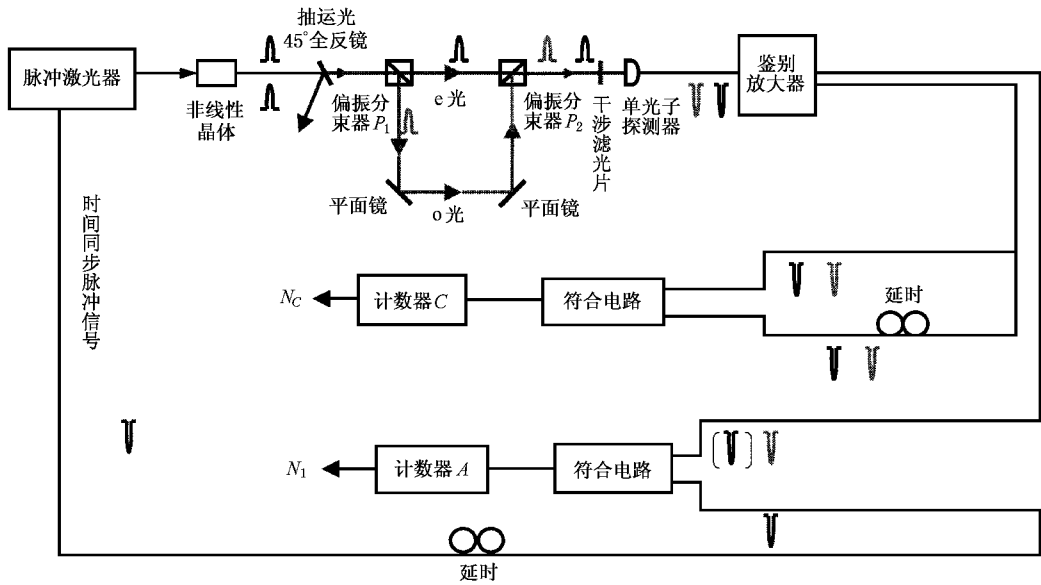 抽运光
45°全反镜
脉冲激光器
非线性
晶体
偏振分
束器P₁
e 光
偏振分
束器P₂
干涉滤光片
单光子
探测器
鉴别
放大器
平面镜
o 光
平面镜
时间同步脉冲信号
N_C
计数器C
符合电路
延时
N₁
计数器A
符合电路
延时